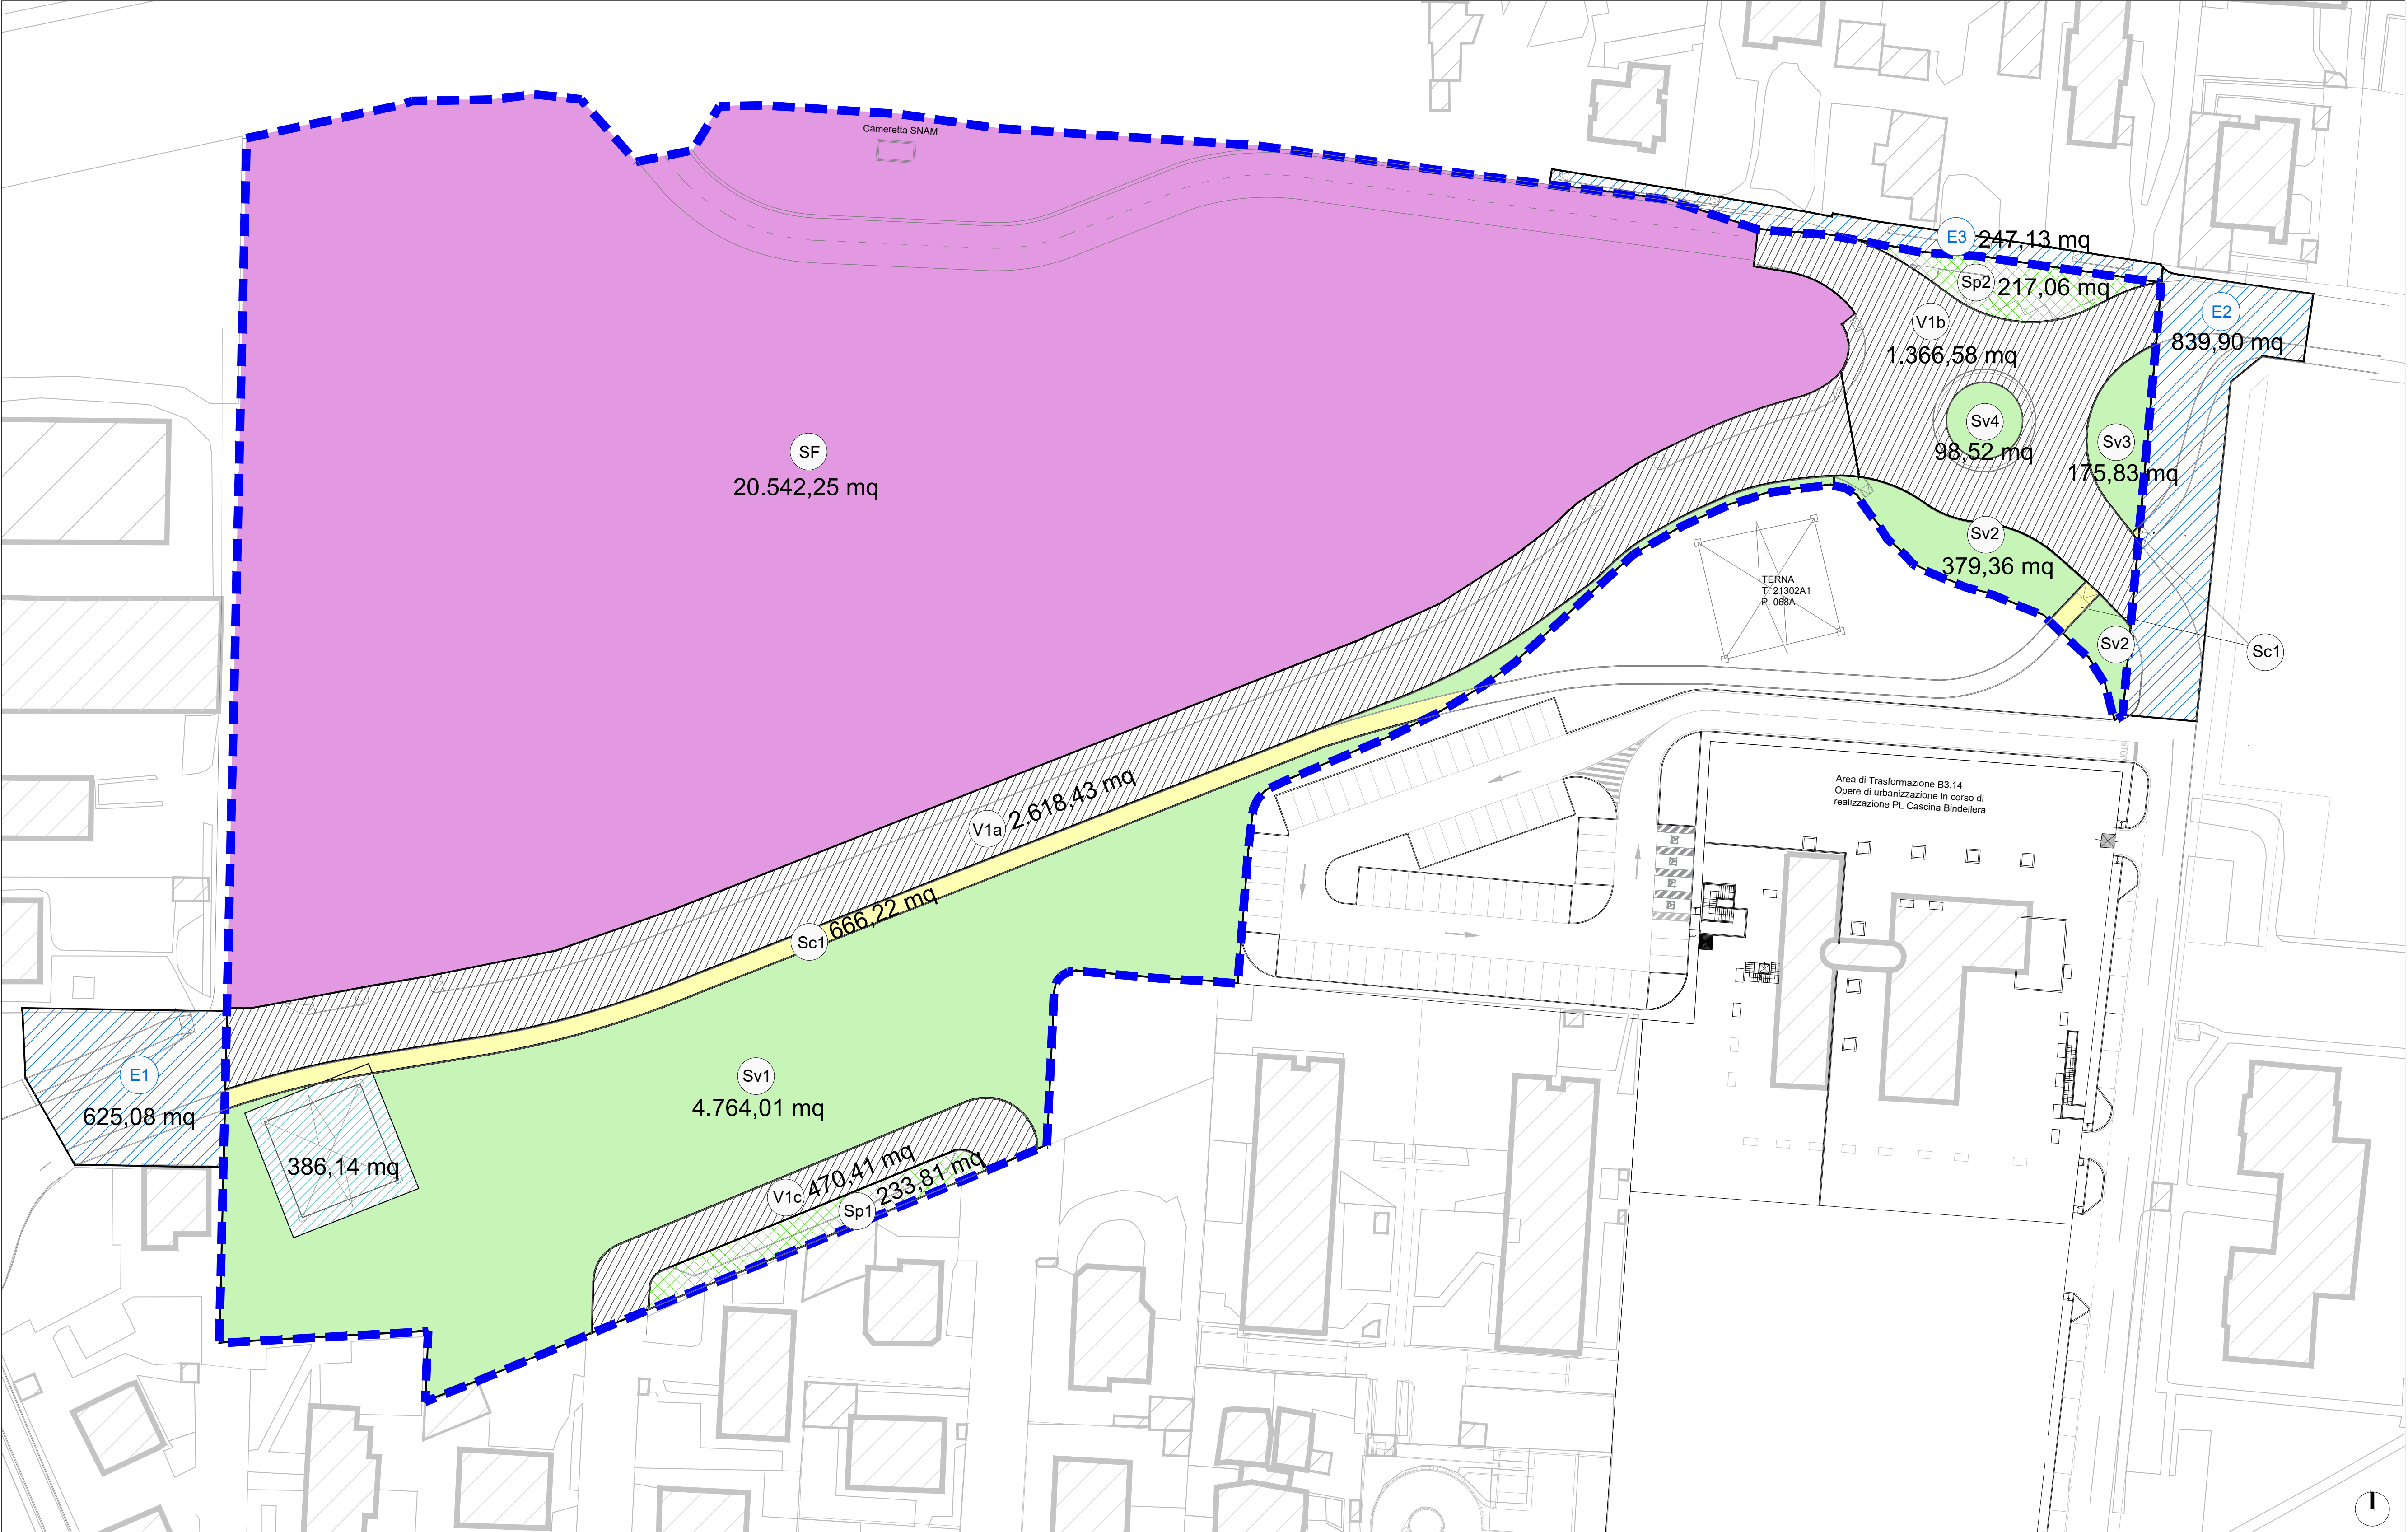 Cameretta SNAM
E3
247,13 mq
Sp2
217,06 mq
E2
839,90 mq
V1b
1.366,58 mq
Sv4
98,52 mq
Sv3
175,83 mq
SF
20.542,25 mq
Sv2
379,36 mq
TERNA
T. 21302A1
P. 068A
Sv2
Sc1
STOP
Area di Trasformazione B3.14
Opere di urbanizzazione in corso di
realizzazione PL Cascina Bindellera
V1a
2.618,43 mq
Sc1
666,22 mq
E1
625,08 mq
Sv1
4.764,01 mq
386,14 mq
V1c
470,41 mq
Sp1
233,81 mq